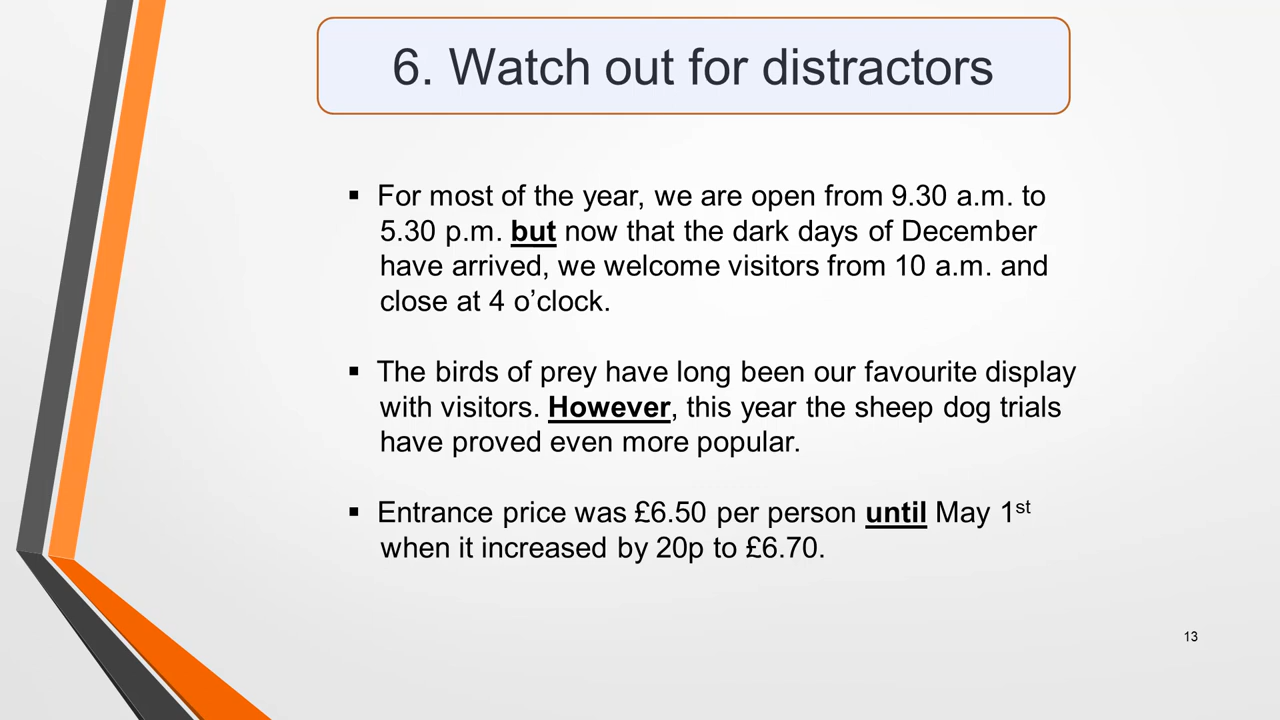 6. Watch out for distractors
▪ For most of the year, we are open from 9.30 a.m. to
5.30 p.m. but now that the dark days of December
have arrived, we welcome visitors from 10 a.m. and
close at 4 o’clock.
▪ The birds of prey have long been our favourite display
with visitors. However, this year the sheep dog trials
have proved even more popular.
▪ Entrance price was £6.50 per person until May 1st
when it increased by 20p to £6.70.
13